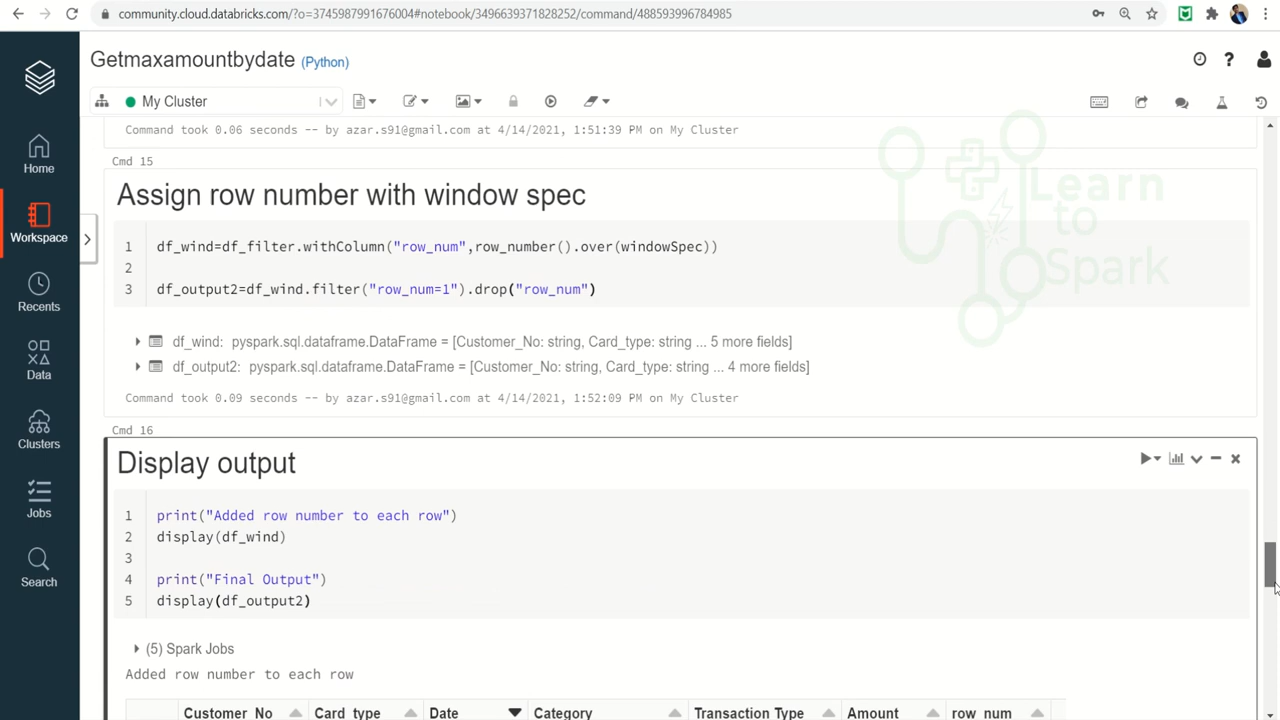 community.cloud.databricks.com/?o=3745987991676004#notebook/3496639371828252/command/488593996784985
Getmaxamountbydate (Python)
My Cluster
Home
Workspace
Recents
Data
Clusters
Jobs
Search
Command took 0.06 seconds -- by azar.s91@gmail.com at 4/14/2021, 1:51:39 PM on My Cluster
Cmd 15
Assign row number with window spec
1 df_wind=df_filter.withColumn("row_num",row_number().over(windowSpec))
2
3 df_output2=df_wind.filter("row_num=1").drop("row_num")
df_wind: pyspark.sql.dataframe.DataFrame = [Customer_No: string, Card_type: string ... 5 more fields]
df_output2: pyspark.sql.dataframe.DataFrame = [Customer_No: string, Card_type: string ... 4 more fields]
Command took 0.09 seconds -- by azar.s91@gmail.com at 4/14/2021, 1:52:09 PM on My Cluster
Cmd 16
Display output
1 print("Added row number to each row")
2 display(df_wind)
3
4 print("Final Output")
5 display(df_output2)
(5) Spark Jobs
Added row number to each row
Customer_No Card_type Date Category Transaction Type Amount row_num
Learn
to
Spark